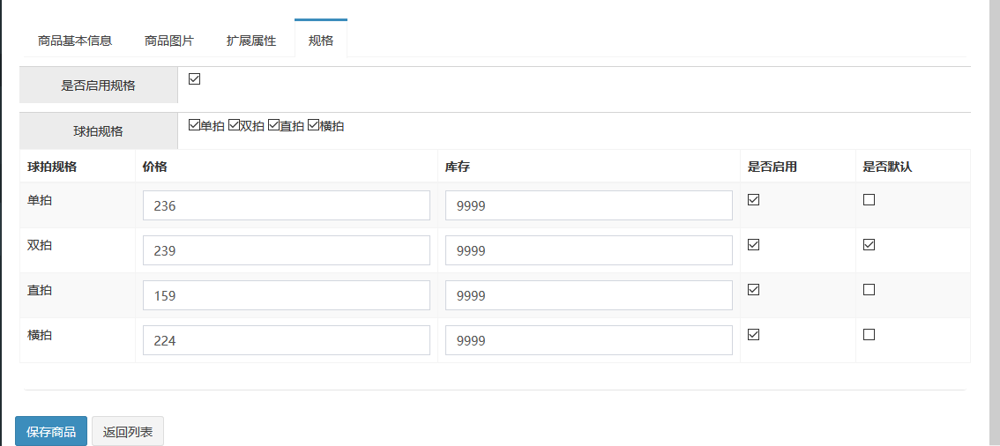 商品基本信息 商品图片 扩展属性 规格
是否启用规格
球拍规格 单拍 双拍 直拍 横拍
球拍规格 价格 库存 是否启用 是否默认
单拍 236 9999
双拍 239 9999
直拍 159 9999
横拍 224 9999
保存商品 返回列表